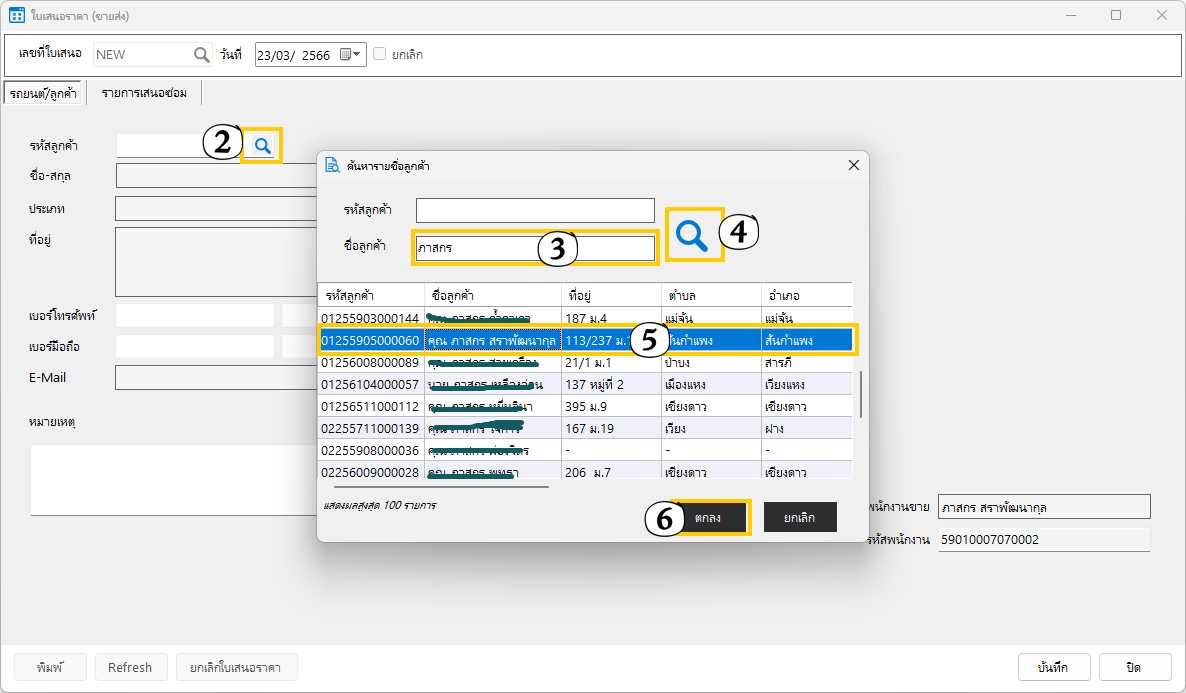 ใบเสนอราคา (ขายส่ง)
เลขที่ใบเสนอ NEW วันที่ 23/03/ 2566 ยกเลิก
รถยนต์/ลูกค้า รายการเสนอซ่อม
รหัสลูกค้า 2
ชื่อ-สกุล
ประเภท
ที่อยู่
เบอร์โทรศัพท์
เบอร์มือถือ
E-Mail
หมายเหตุ
ค้นหารายชื่อลูกค้า
รหัสลูกค้า
ชื่อลูกค้า ภาสกร 3 4
รหัสลูกค้า ชื่อลูกค้า ที่อยู่ ตำบล อำเภอ
01255903000144 187 ม.4 แม่จัน แม่จัน
01255905000060 คุณ ภาสกร สราพัฒนากุล 113/237 5 สันกำแพง
01256008000089 21/1 ม.1 ป่าบง สารภี
01256104000057 137 หมู่ที่ 2 เมืองแหง เวียงแหง
01256511000112 395 ม.9 เชียงดาว เชียงดาว
02255711000139 167 ม.19 เวียง ฝาง
02255908000036 - - -
02256009000028 206 ม.7 เชียงดาว เชียงดาว
แสดงผลสูงสุด 100 รายการ
6 ตกลง ยกเลิก
พนักงานขาย ภาสกร สราพัฒนากุล
รหัสพนักงาน 59010007070002
พิมพ์ Refresh ยกเลิกใบเสนอราคา บันทึก ปิด